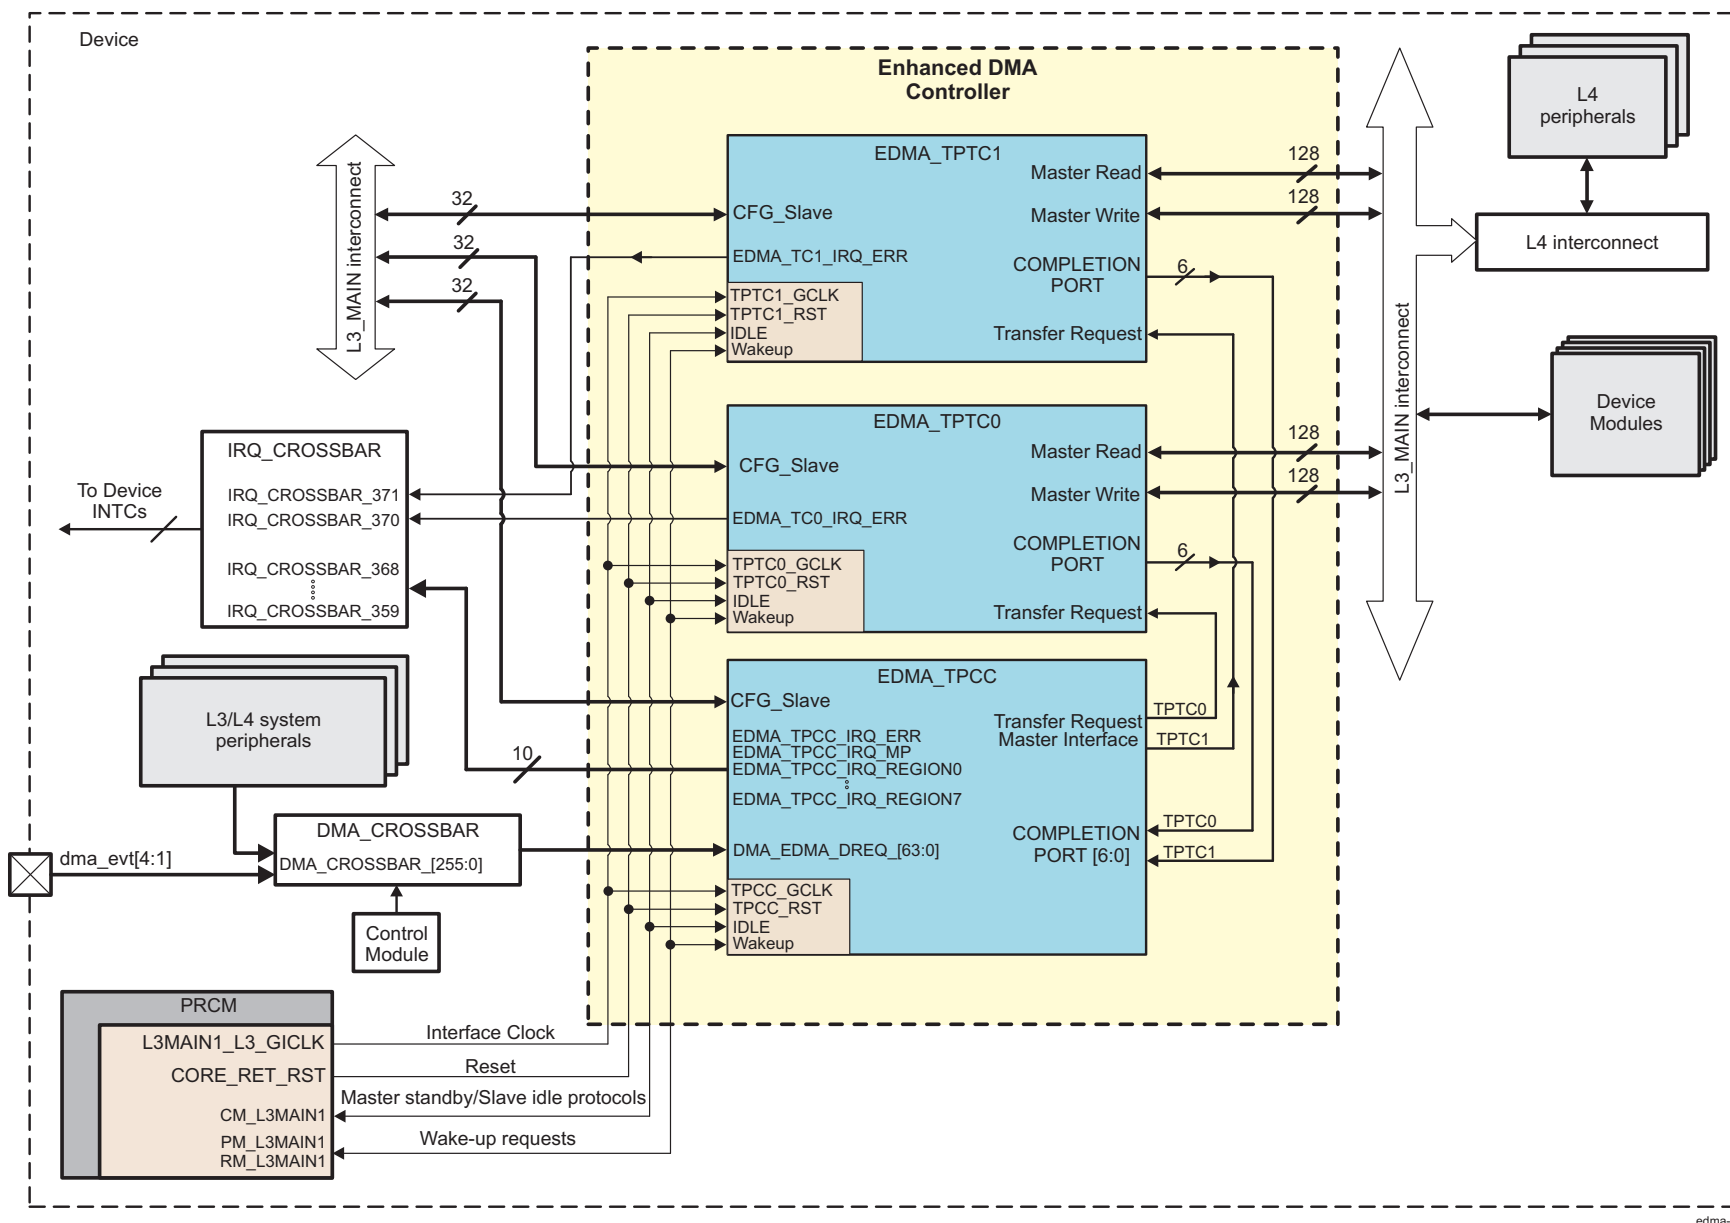 Device
Enhanced DMA
Controller
L4
peripherals
L4 interconnect
L3_MAIN interconnect
Device
Modules
L3_MAIN interconnect
32
32
32
EDMA_TPTC1
Master Read
128
CFG_Slave
Master Write
128
EDMA_TC1_IRQ_ERR
COMPLETION
PORT
6
TPTC1_GCLK
TPTC1_RST
IDLE
Wakeup
Transfer Request
EDMA_TPTC0
Master Read
128
CFG_Slave
Master Write
128
EDMA_TC0_IRQ_ERR
COMPLETION
PORT
6
TPTC0_GCLK
TPTC0_RST
IDLE
Wakeup
Transfer Request
IRQ_CROSSBAR
IRQ_CROSSBAR_371
IRQ_CROSSBAR_370
IRQ_CROSSBAR_368
IRQ_CROSSBAR_359
To Device
INTCs
EDMA_TPCC
CFG_Slave
Transfer Request
Master Interface
TPTC0
TPTC1
EDMA_TPCC_IRQ_ERR
EDMA_TPCC_IRQ_MP
EDMA_TPCC_IRQ_REGION0
EDMA_TPCC_IRQ_REGION7
10
COMPLETION
PORT [6:0]
TPTC0
TPTC1
DMA_EDMA_DREQ_[63:0]
TPCC_GCLK
TPCC_RST
IDLE
Wakeup
L3/L4 system
peripherals
DMA_CROSSBAR
DMA_CROSSBAR_[255:0]
dma_evt[4:1]
Control
Module
PRCM
L3MAIN1_L3_GICLK
CORE_RET_RST
CM_L3MAIN1
PM_L3MAIN1
RM_L3MAIN1
Interface Clock
Reset
Master standby/Slave idle protocols
Wake-up requests
edma-